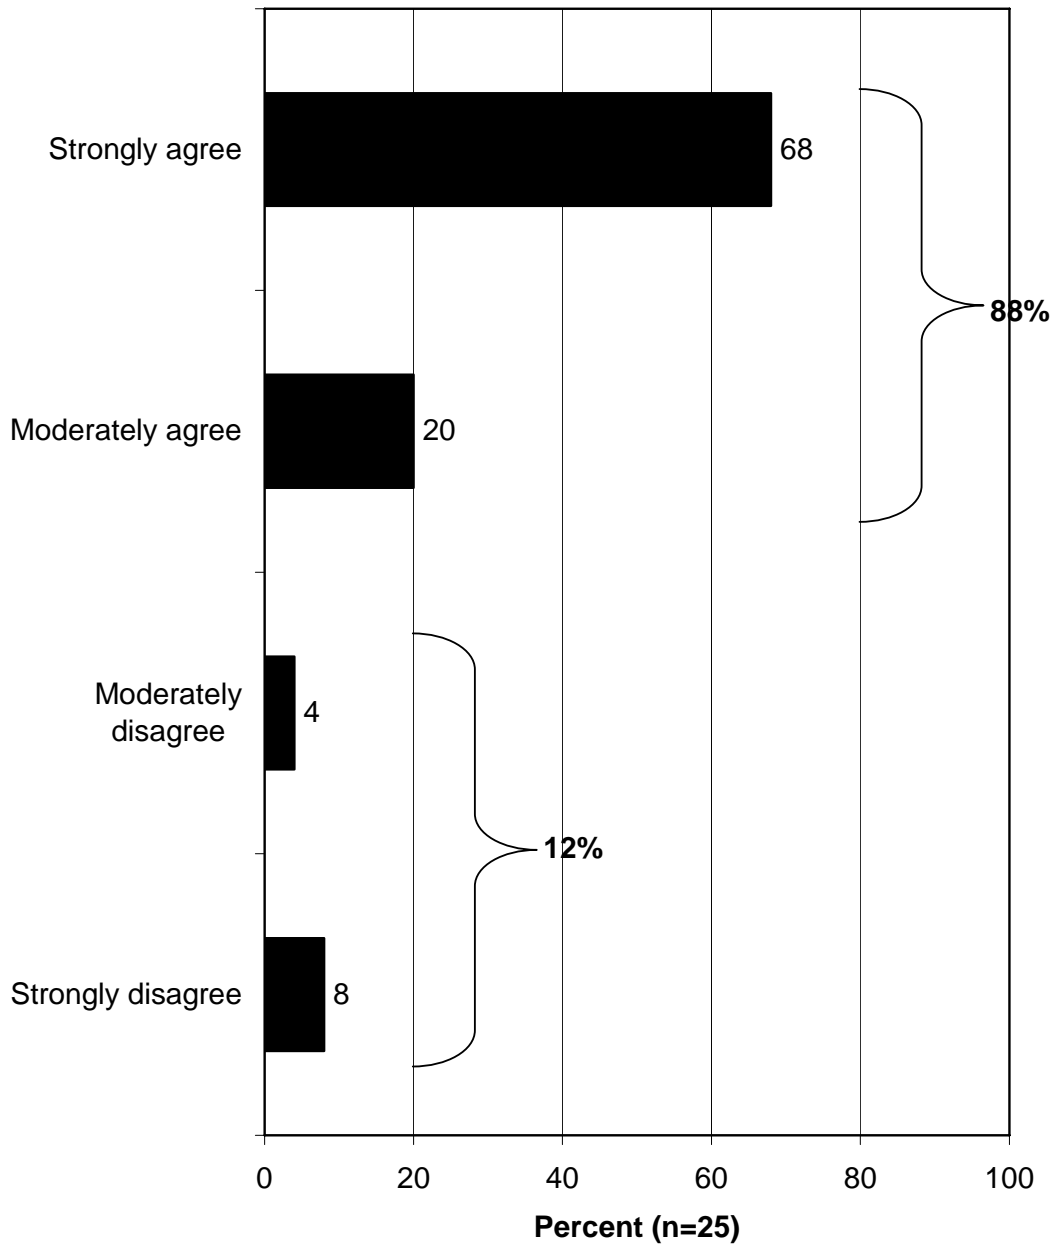 Strongly agree
68
88%
Moderately agree
20
Moderately
disagree
4
12%
Strongly disagree
8
0 20 40 60 80 100
Percent (n=25)